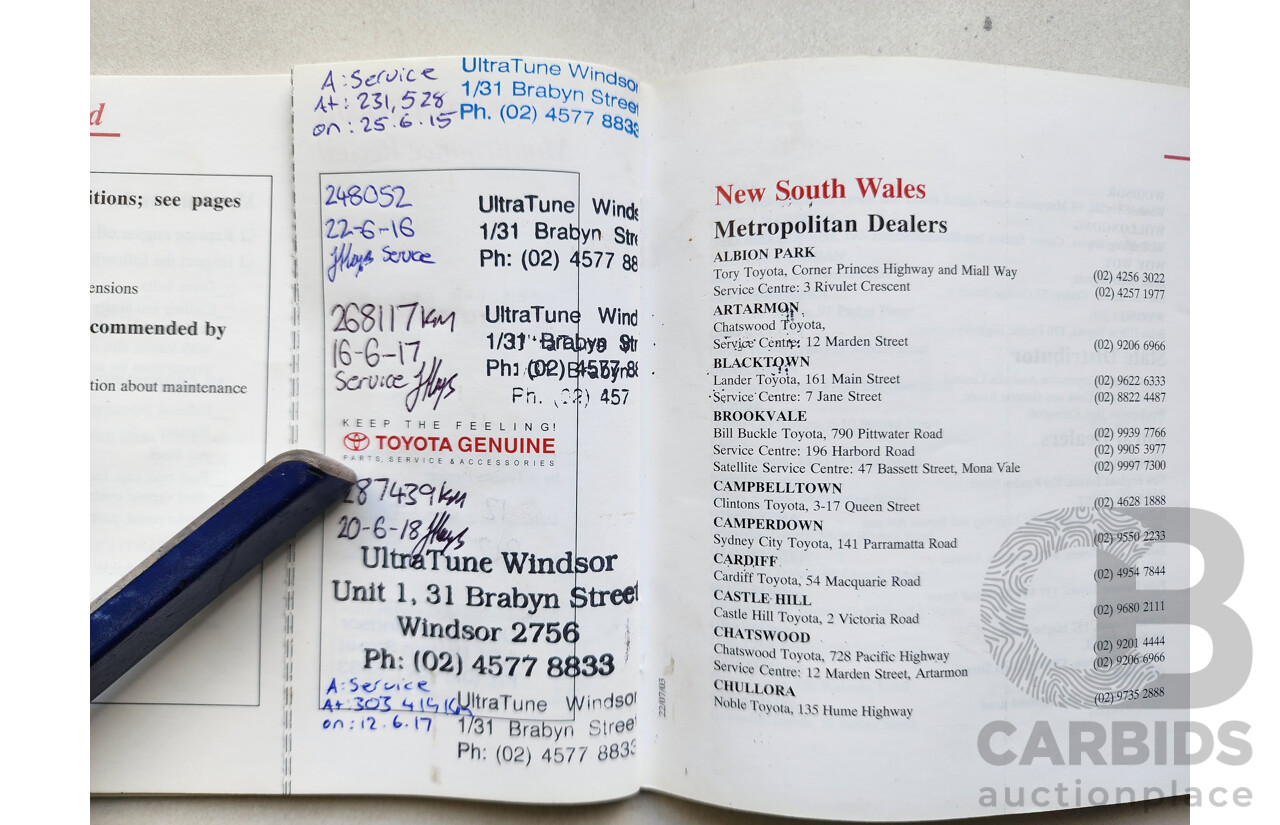 d
itions; see pages
ensions
commended by
tion about maintenance
A: Service
At: 231,528
on: 25.6.15
UltraTune Windsor
1/31 Brabyn Street
Ph. (02) 4577 8833
248052
22-6-16
Service
UltraTune Winds
1/31 Brabyn Stre
Ph: (02) 4577 88
268117km
16-6-17
Service
UltraTune Wind
1/31 Brabyn Str
Ph: (02) 4577 8
Ph. (02) 457
KEEP THE FEELING!
TOYOTA GENUINE
PARTS, SERVICE & ACCESSORIES
287439km
20-6-18
UltraTune Windsor
Unit 1, 31 Brabyn Street
Windsor 2756
Ph: (02) 4577 8833
A: Service
At: 303 414 km
on: 12.6.17
UltraTune Windsor
1/31 Brabyn Street
Ph: (02) 4577 8833
22/07/03
New South Wales
Metropolitan Dealers
ALBION PARK
Tory Toyota, Corner Princes Highway and Miall Way (02) 4256 3022
Service Centre: 3 Rivulet Crescent (02) 4257 1977
ARTARMON
Chatswood Toyota,
Service Centre: 12 Marden Street (02) 9206 6966
BLACKTOWN
Lander Toyota, 161 Main Street (02) 9622 6333
Service Centre: 7 Jane Street (02) 8822 4487
BROOKVALE
Bill Buckle Toyota, 790 Pittwater Road (02) 9939 7766
Service Centre: 196 Harbord Road (02) 9905 3977
Satellite Service Centre: 47 Bassett Street, Mona Vale (02) 9997 7300
CAMPBELLTOWN
Clintons Toyota, 3-17 Queen Street (02) 4628 1888
CAMPERDOWN
Sydney City Toyota, 141 Parramatta Road (02) 9550 2233
CARDIFF
Cardiff Toyota, 54 Macquarie Road (02) 4954 7844
CASTLE HILL
Castle Hill Toyota, 2 Victoria Road (02) 9680 2111
CHATSWOOD
Chatswood Toyota, 728 Pacific Highway (02) 9201 4444
Service Centre: 12 Marden Street, Artarmon (02) 9206 6966
CHULLORA
Noble Toyota, 135 Hume Highway (02) 9735 2888
CB
CARBIDS
auctionplace